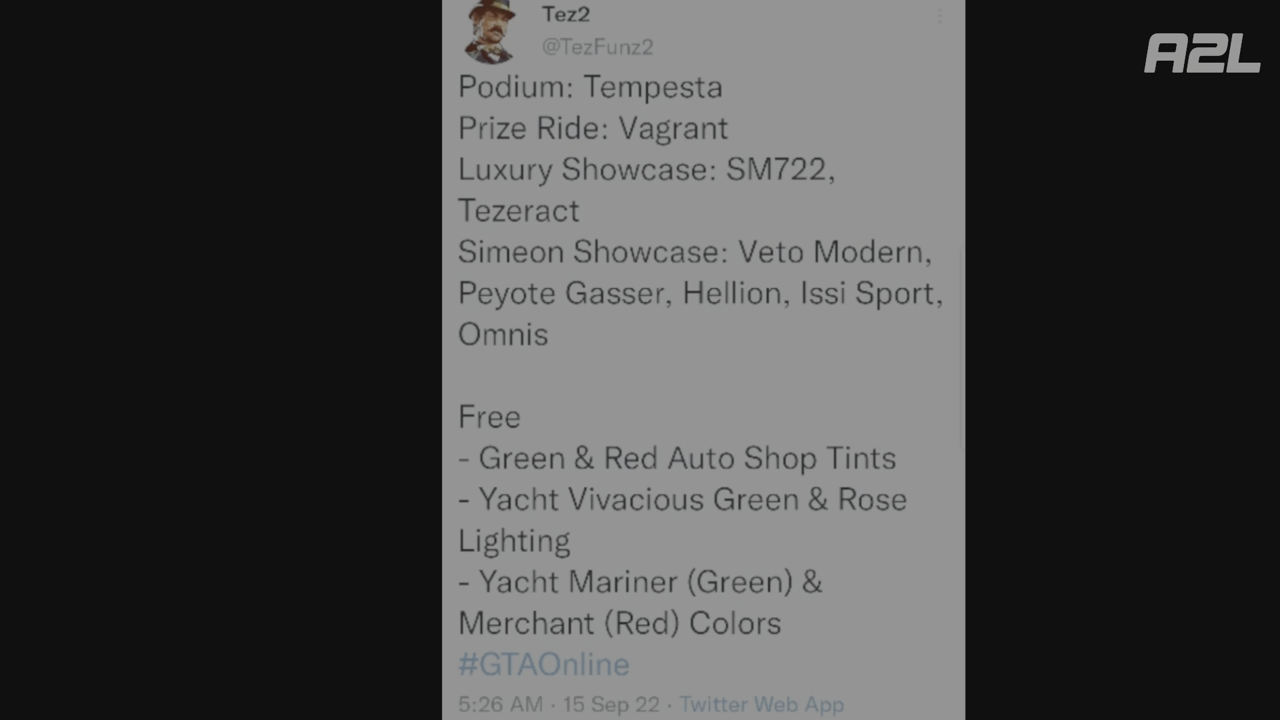 Tez2
@TezFunz2
A2L
Podium: Tempesta
Prize Ride: Vagrant
Luxury Showcase: SM722,
Tezeract
Simeon Showcase: Veto Modern,
Peyote Gasser, Hellion, Issi Sport,
Omnis
Free
- Green & Red Auto Shop Tints
- Yacht Vivacious Green & Rose
Lighting
- Yacht Mariner (Green) &
Merchant (Red) Colors
#GTAOnline
5:26 AM · 15 Sep 22 · Twitter Web App